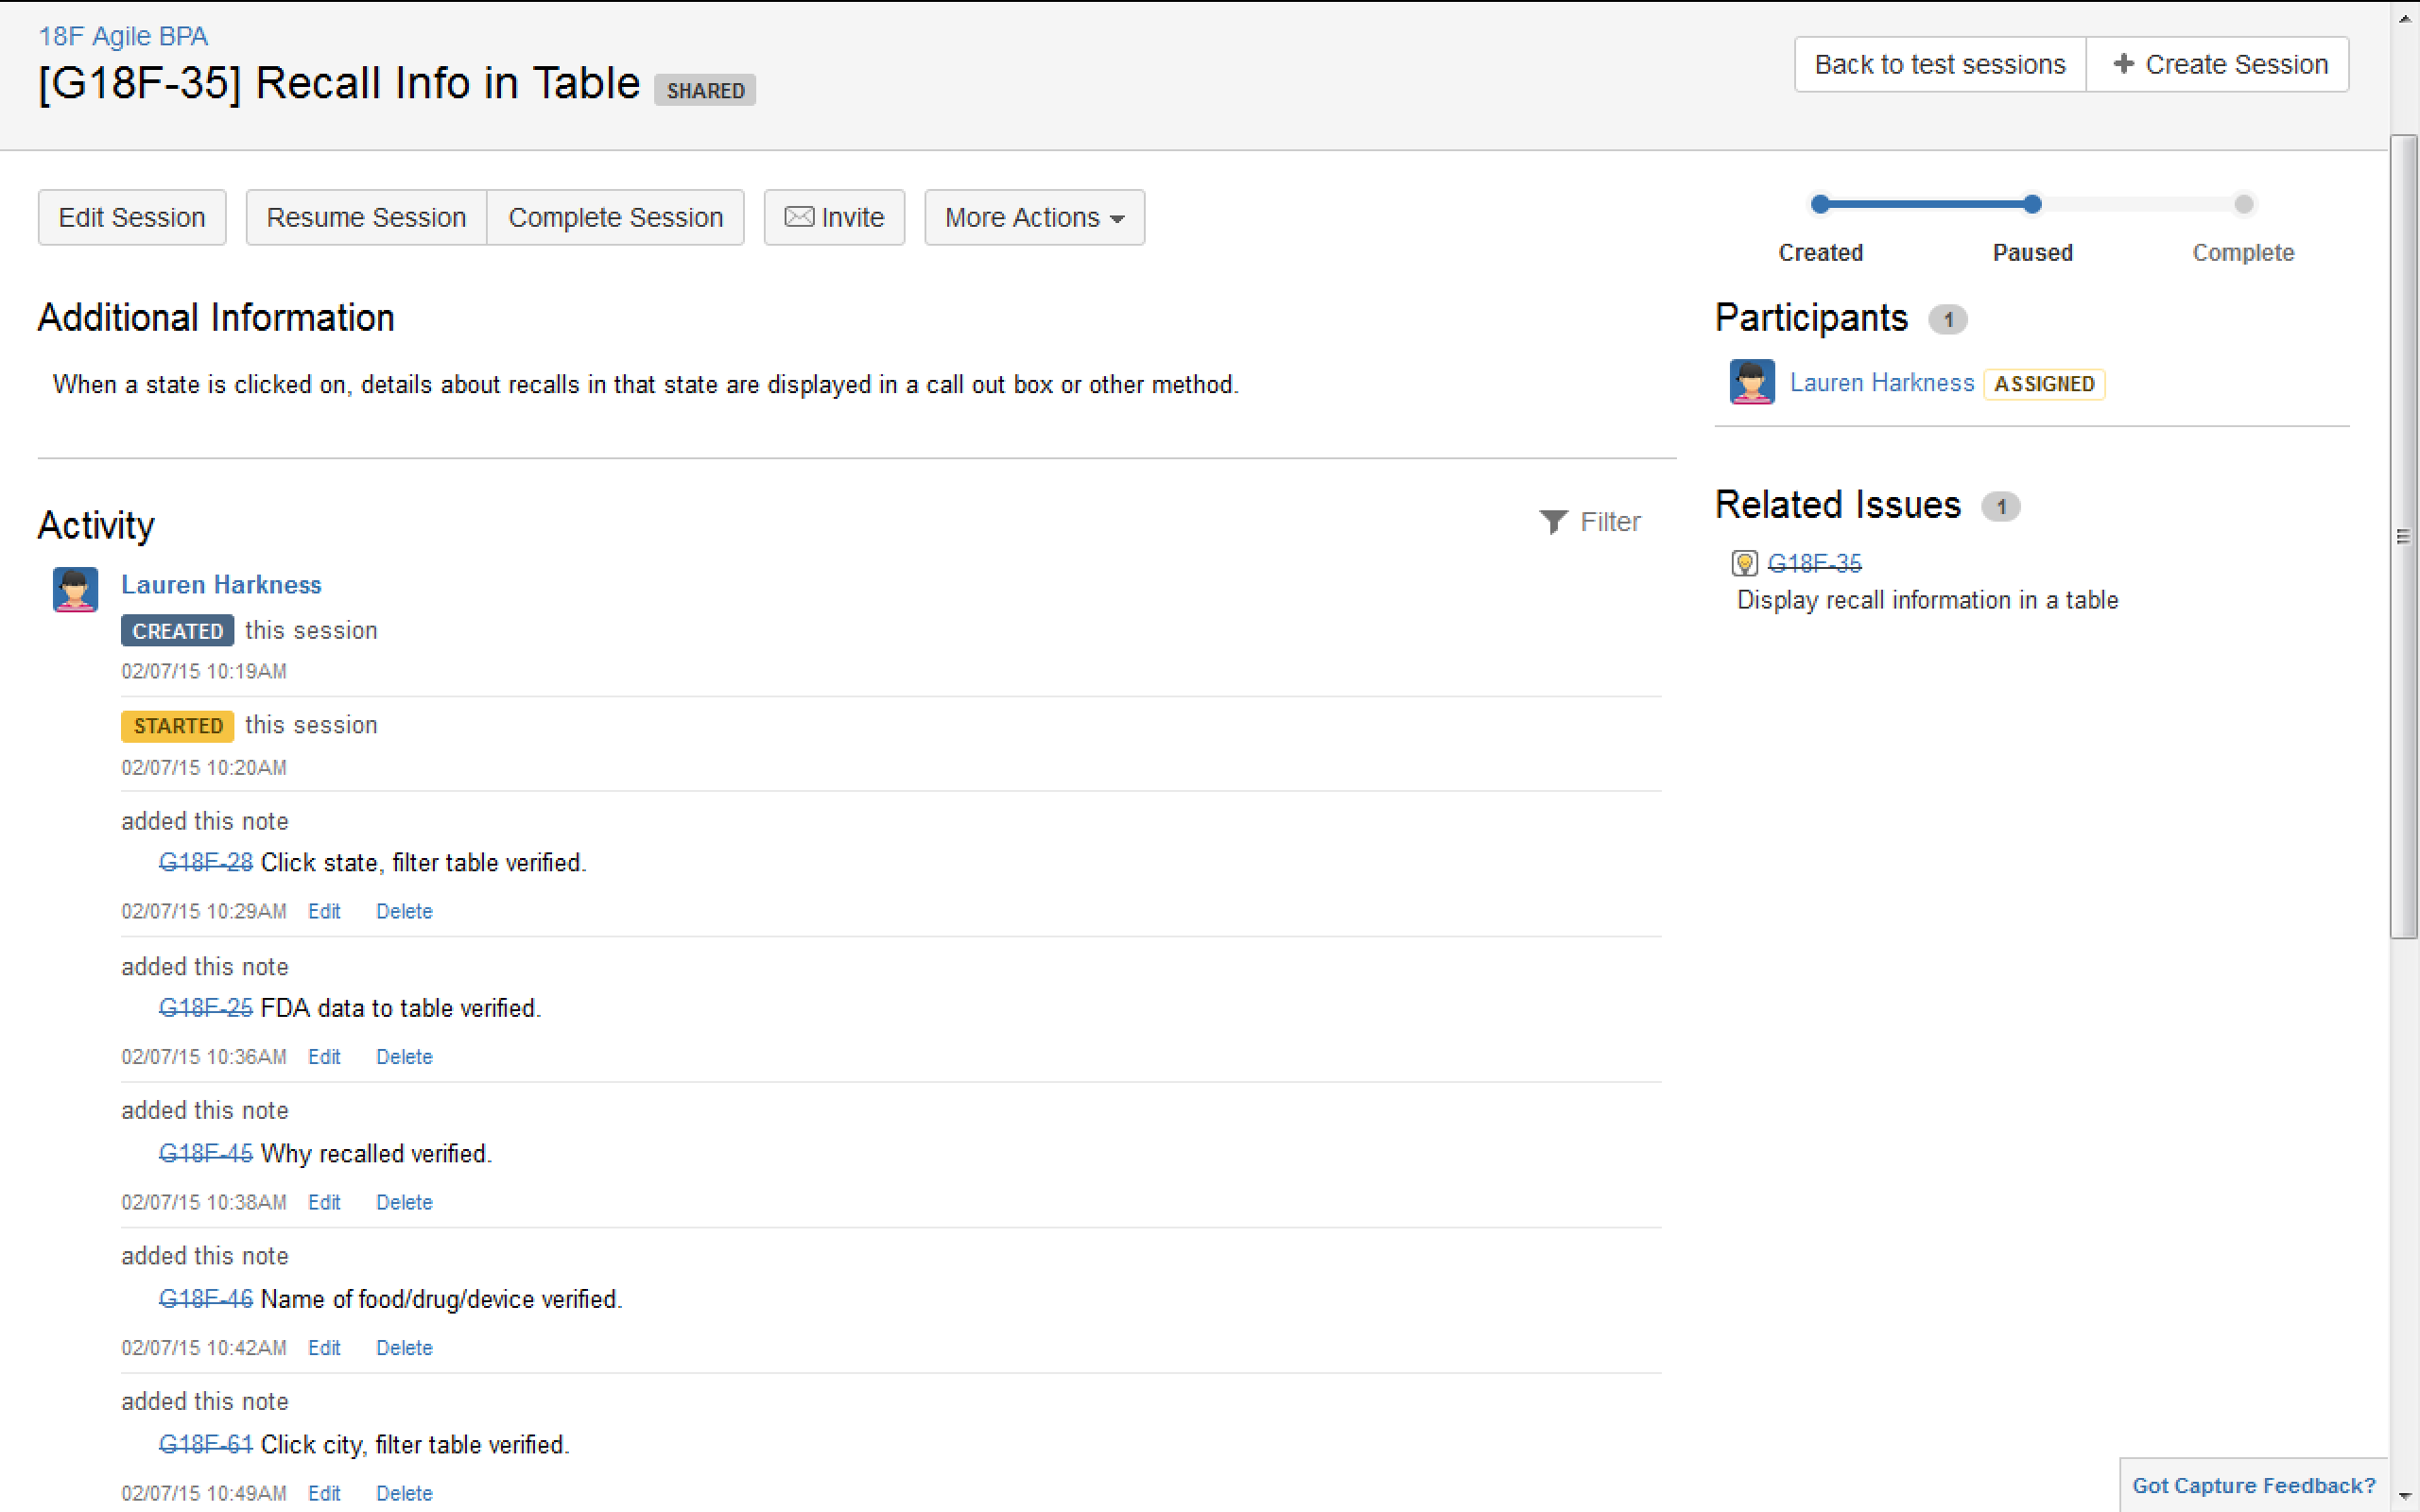 18F Agile BPA
[G18F-35] Recall Info in Table SHARED
Back to test sessions + Create Session
Edit Session Resume Session Complete Session Invite More Actions
Created Paused Complete
Additional Information
When a state is clicked on, details about recalls in that state are displayed in a call out box or other method.
Participants 1
Lauren Harkness ASSIGNED
Related Issues 1
G18F-35
Display recall information in a table
Activity
Filter
Lauren Harkness
CREATED this session
02/07/15 10:19AM
STARTED this session
02/07/15 10:20AM
added this note
G18F-28 Click state, filter table verified.
02/07/15 10:29AM Edit Delete
added this note
G18F-25 FDA data to table verified.
02/07/15 10:36AM Edit Delete
added this note
G18F-45 Why recalled verified.
02/07/15 10:38AM Edit Delete
added this note
G18F-46 Name of food/drug/device verified.
02/07/15 10:42AM Edit Delete
added this note
G18F-61 Click city, filter table verified.
02/07/15 10:49AM Edit Delete
Got Capture Feedback?